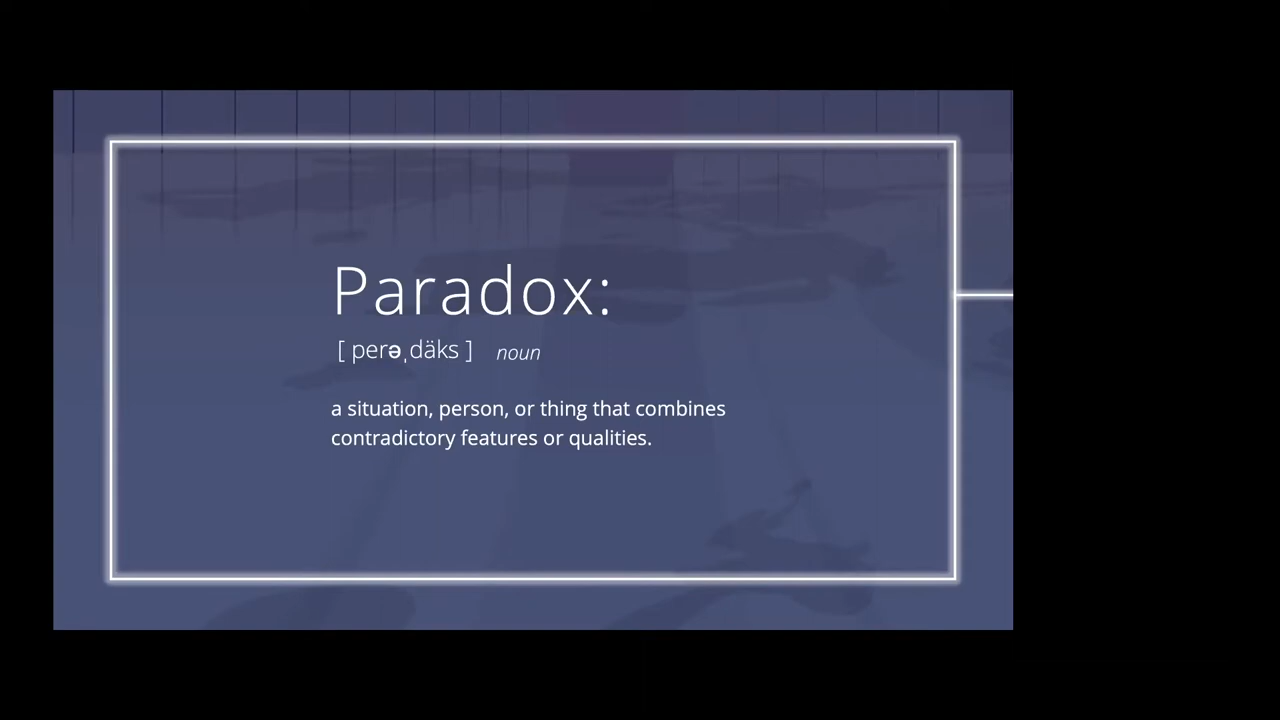 Paradox:
[ perəˌdäks ] noun
a situation, person, or thing that combines
contradictory features or qualities.